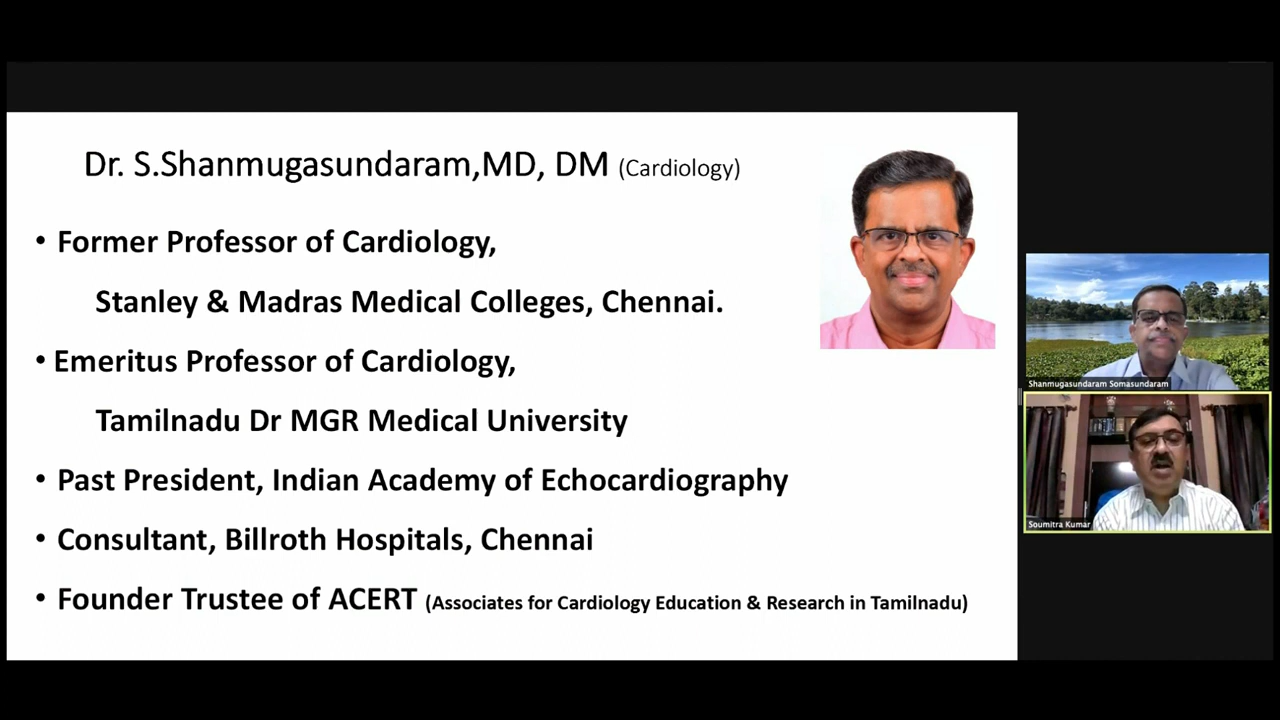 Dr. S.Shanmugasundaram,MD, DM (Cardiology)
• Former Professor of Cardiology,
Stanley & Madras Medical Colleges, Chennai.
• Emeritus Professor of Cardiology,
Tamilnadu Dr MGR Medical University
• Past President, Indian Academy of Echocardiography
• Consultant, Billroth Hospitals, Chennai
• Founder Trustee of ACERT (Associates for Cardiology Education & Research in Tamilnadu)
Shanmugasundaram Somasundaram
Soumitra Kumar